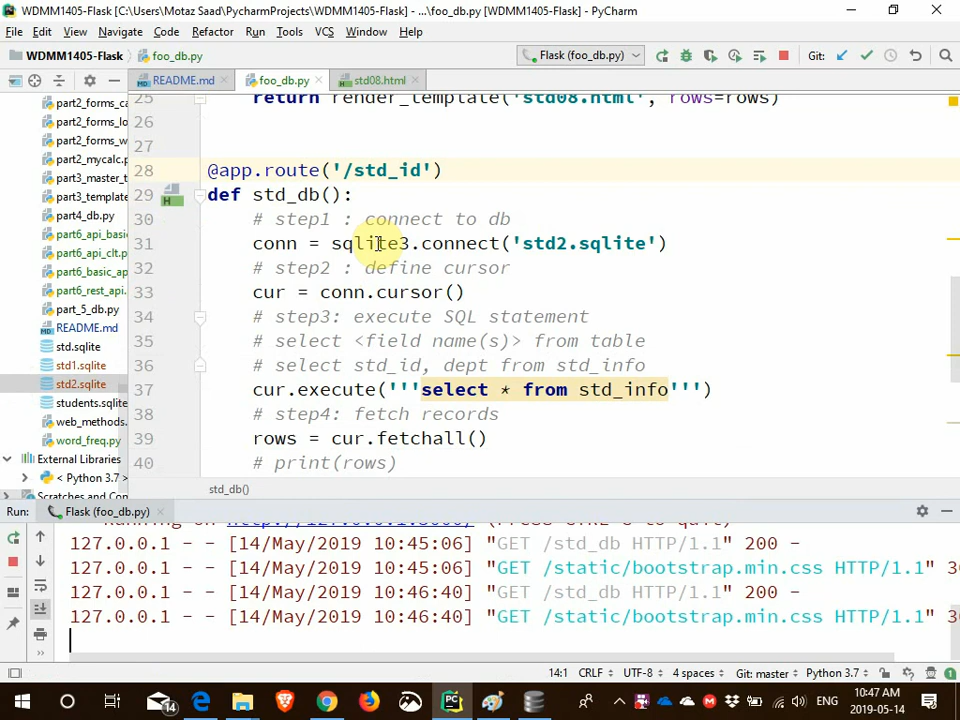 WDMM1405-Flask [C:\Users\Motaz Saad\PycharmProjects\WDMM1405-Flask] - ...\foo_db.py [WDMM1405-Flask] - PyCharm
File Edit View Navigate Code Refactor Run Tools VCS Window Help
WDMM1405-Flask foo_db.py Flask (foo_db.py) Git:
README.md foo_db.py std08.html
part2_forms_ca
part2_forms_lo
part2_forms_w
part2_mycalc.p
part3_master_t
part3_template
part4_db.py
part6_api_basic
part6_api_clt.p
part6_basic_ap
part6_rest_api.
part_5_db.py
README.md
std.sqlite
std1.sqlite
std2.sqlite
students.sqlite
web_methods.
word_freq.py
External Libraries
< Python 3.7 >
Scratches and Con
25 return render_template('std08.html', rows=rows)
26
27
28 @app.route('/std_id')
29 def std_db():
30 # step1 : connect to db
31 conn = sqlite3.connect('std2.sqlite')
32 # step2 : define cursor
33 cur = conn.cursor()
34 # step3: execute SQL statement
35 # select <field name(s)> from table
36 # select std_id, dept from std_info
37 cur.execute('''select * from std_info''')
38 # step4: fetch records
39 rows = cur.fetchall()
40 # print(rows)
std_db()
Run: Flask (foo_db.py)
Running on http://127.0.0.1:5000/ (Press CTRL+C to quit)
127.0.0.1 - - [14/May/2019 10:45:06] "GET /std_db HTTP/1.1" 200 -
127.0.0.1 - - [14/May/2019 10:45:06] "GET /static/bootstrap.min.css HTTP/1.1" 3
127.0.0.1 - - [14/May/2019 10:46:40] "GET /std_db HTTP/1.1" 200 -
127.0.0.1 - - [14/May/2019 10:46:40] "GET /static/bootstrap.min.css HTTP/1.1" 3
14:1 CRLF UTF-8 4 spaces Git: master Python 3.7 1
14 ENG 10:47 AM
2019-05-14